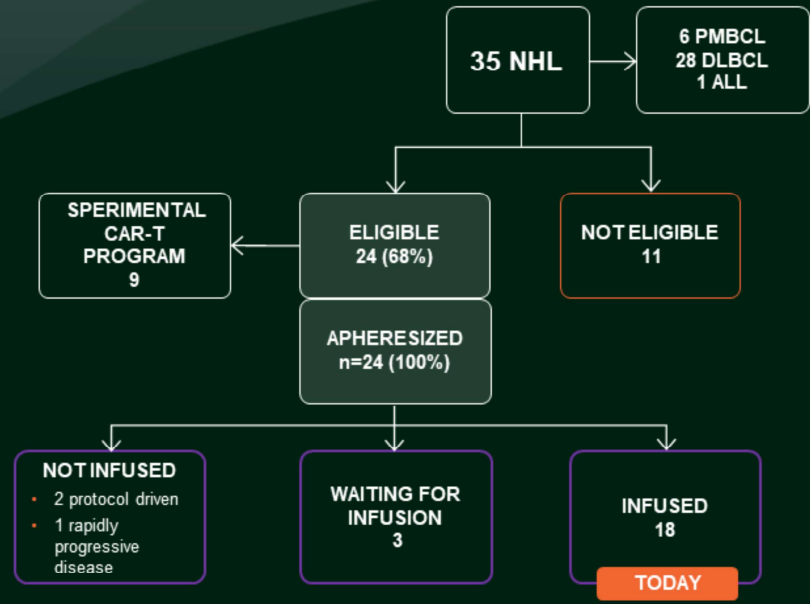 35 NHL
6 PMBCL
28 DLBCL
1 ALL
SPERIMENTAL
CAR-T
PROGRAM
9
ELIGIBLE
24 (68%)
NOT ELIGIBLE
11
APHERESIZED
n=24 (100%)
NOT INFUSED
• 2 protocol driven
• 1 rapidly
progressive
disease
WAITING FOR
INFUSION
3
INFUSED
18
TODAY